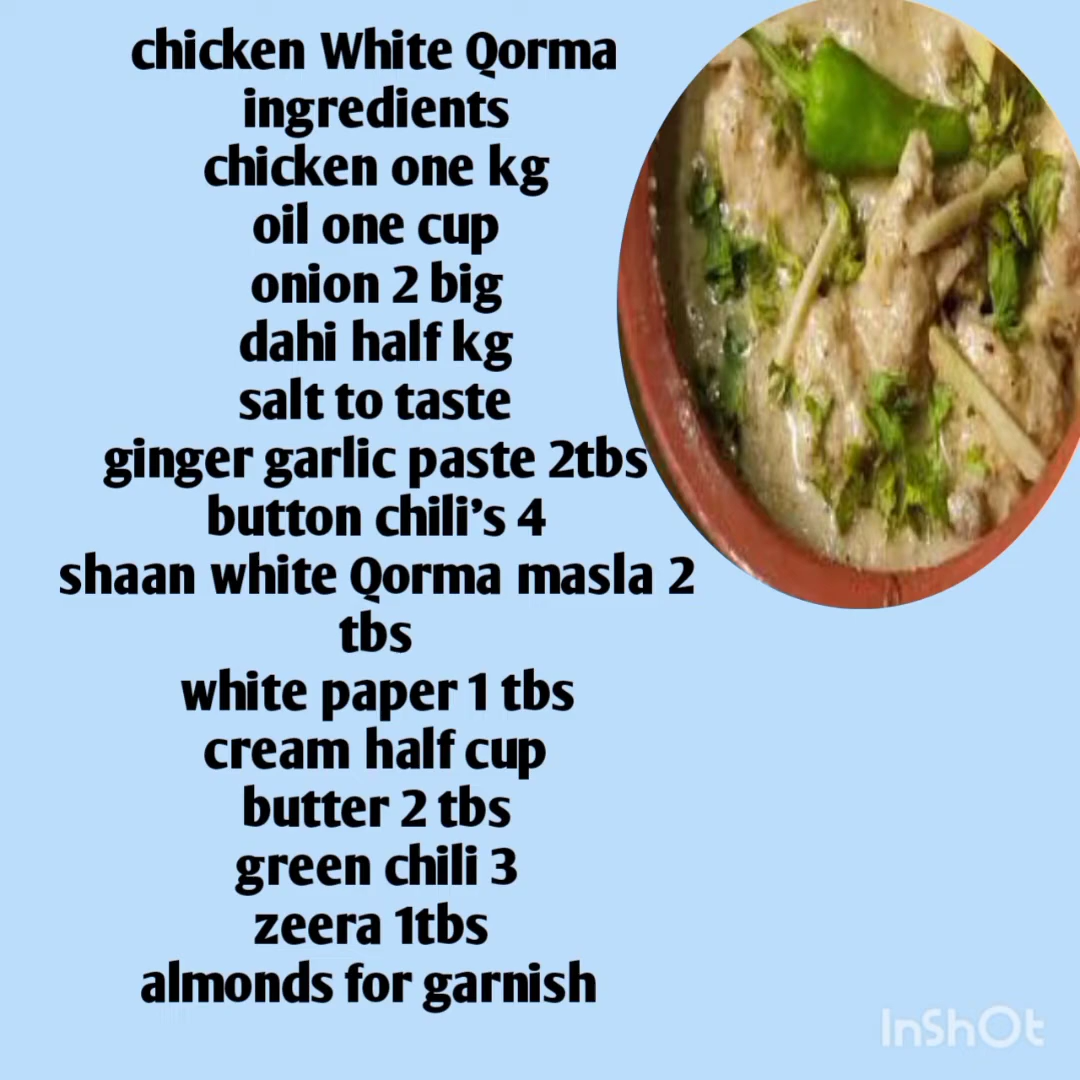 chicken White Qorma
ingredients
chicken one kg
oil one cup
onion 2 big
dahi half kg
salt to taste
ginger garlic paste 2tbs
button chili’s 4
shaan white Qorma masla 2
tbs
white paper 1 tbs
cream half cup
butter 2 tbs
green chili 3
zeera 1tbs
almonds for garnish
InShOt